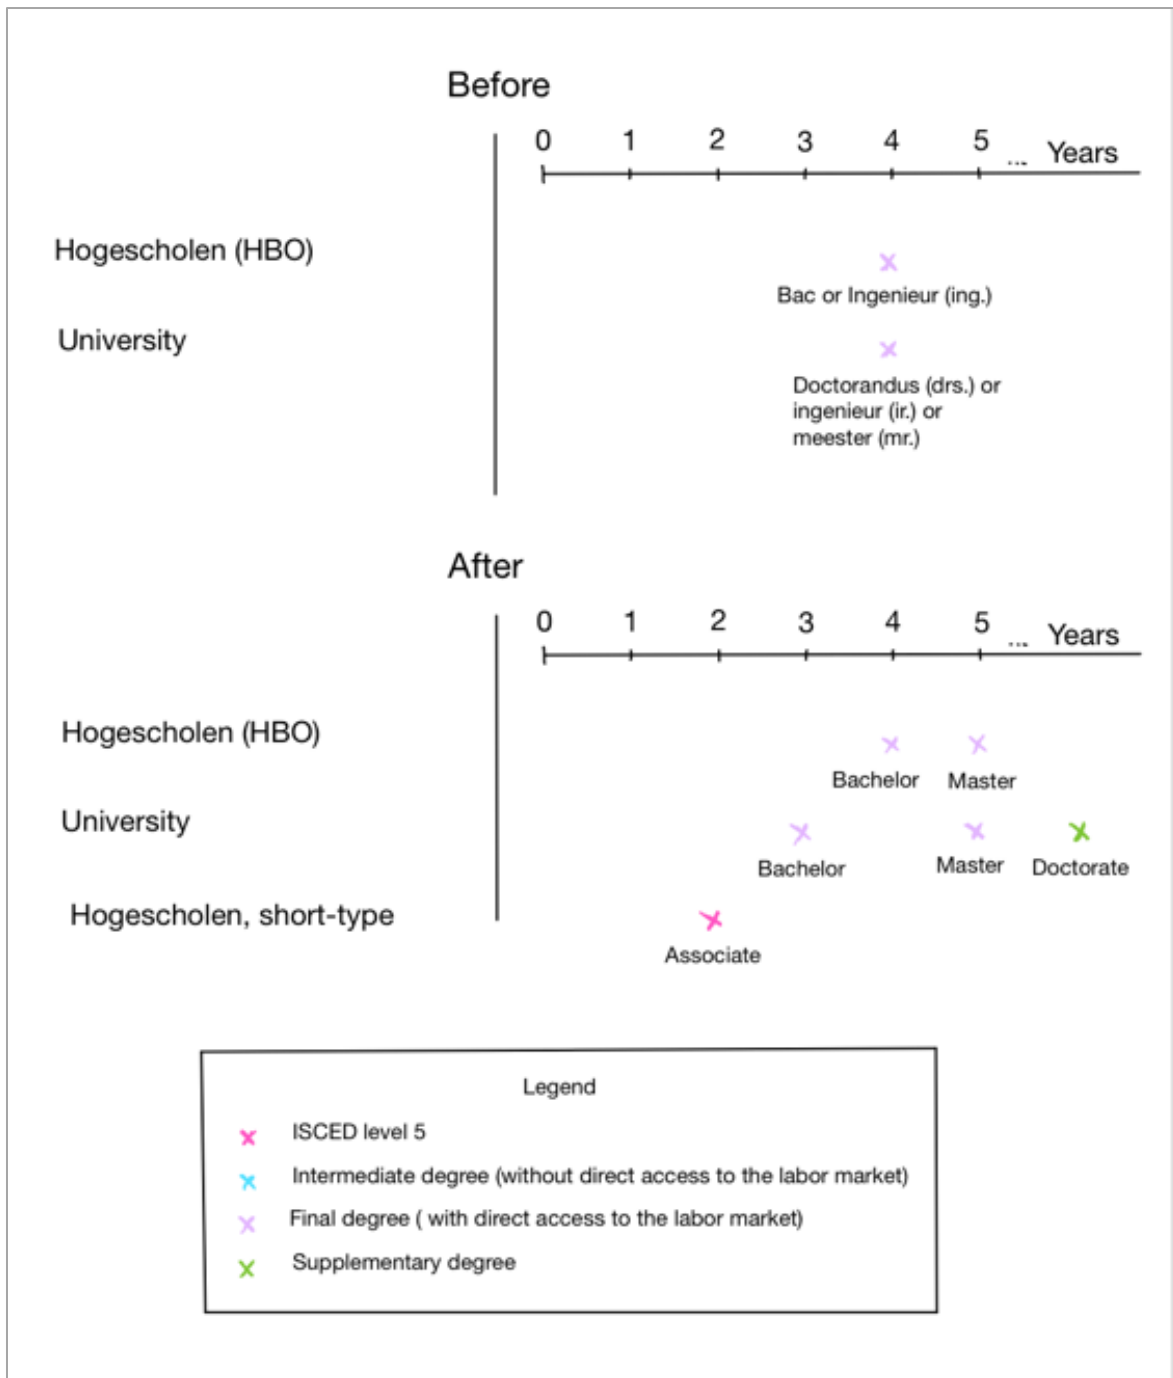 Before
0 1 2 3 4 5 ... Years
Hogescholen (HBO)
Bac or Ingenieur (ing.)
University
Doctorandus (drs.) or
ingenieur (ir.) or
meester (mr.)
After
0 1 2 3 4 5 ... Years
Hogescholen (HBO)
Bachelor Master
University
Bachelor Master Doctorate
Hogescholen, short-type
Associate
Legend
ISCED level 5
Intermediate degree (without direct access to the labor market)
Final degree ( with direct access to the labor market)
Supplementary degree